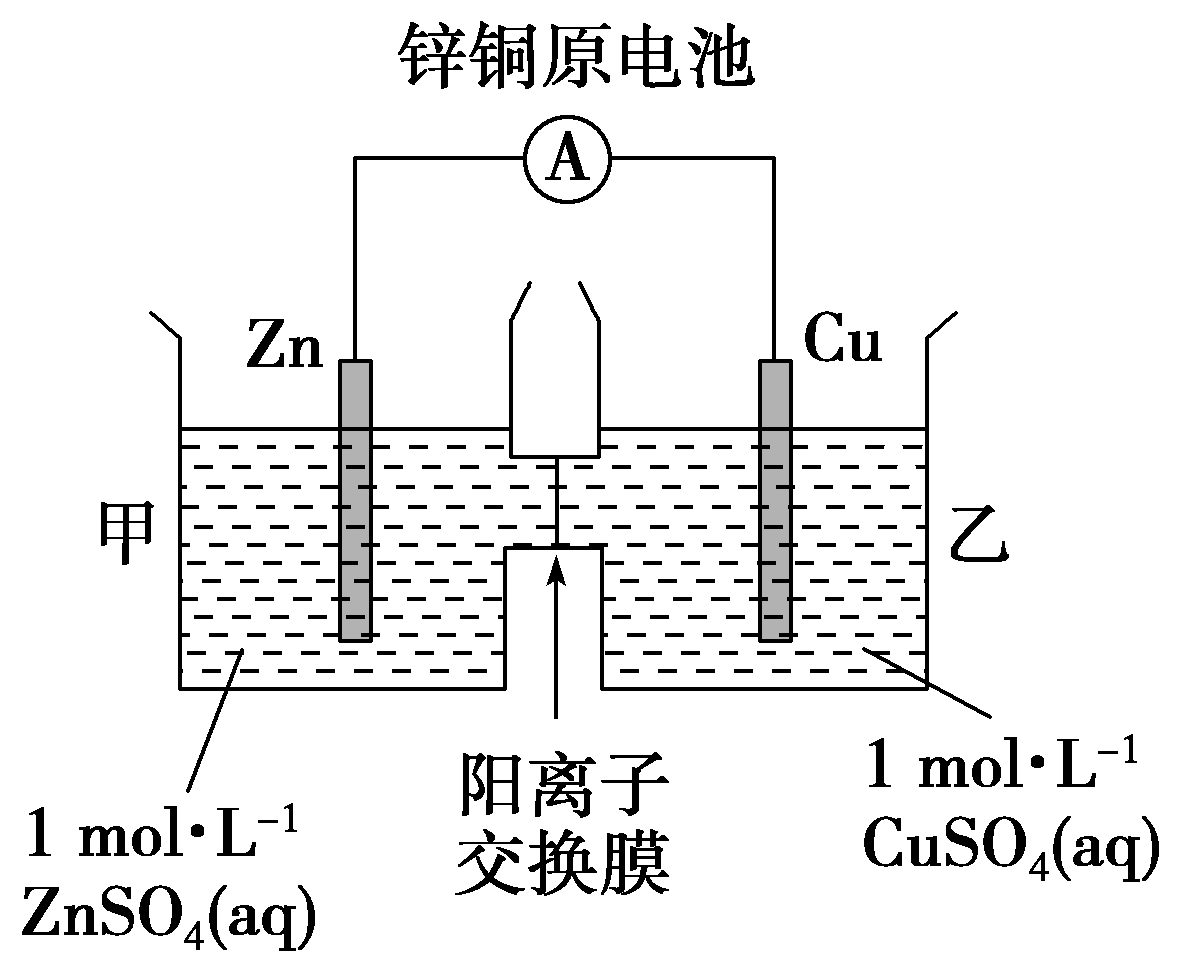 锌铜原电池
A
Zn
Cu
甲
乙
阳离子
交换膜
1 mol·L⁻¹
ZnSO₄(aq)
1 mol·L⁻¹
CuSO₄(aq)